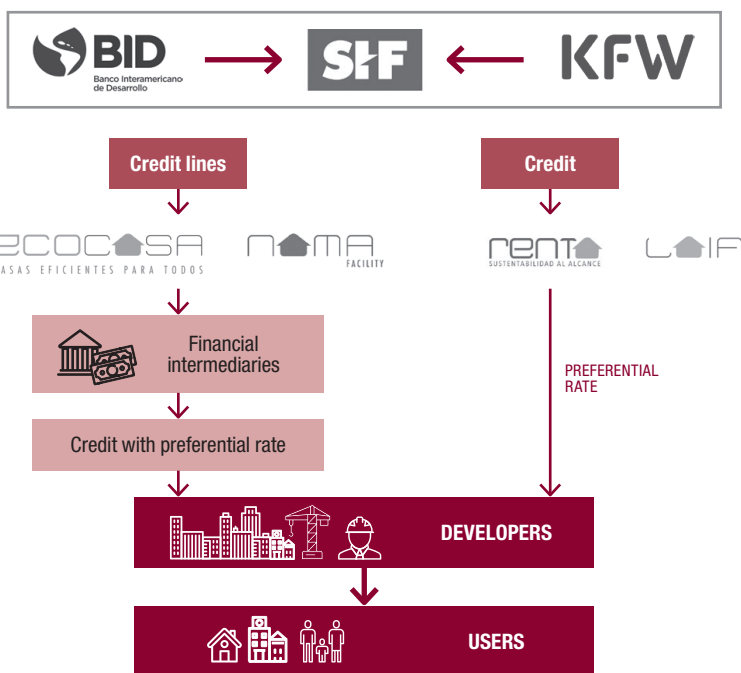 BID
Banco Interamericano
de Desarrollo
SHF
KFW
Credit lines
Credit
ECOCASA
CASAS EFICIENTES PARA TODOS
NAMA
FACILITY
renta
SUSTENTABILIDAD AL ALCANCE
LAIF
Financial
intermediaries
PREFERENTIAL
RATE
Credit with preferential rate
DEVELOPERS
USERS